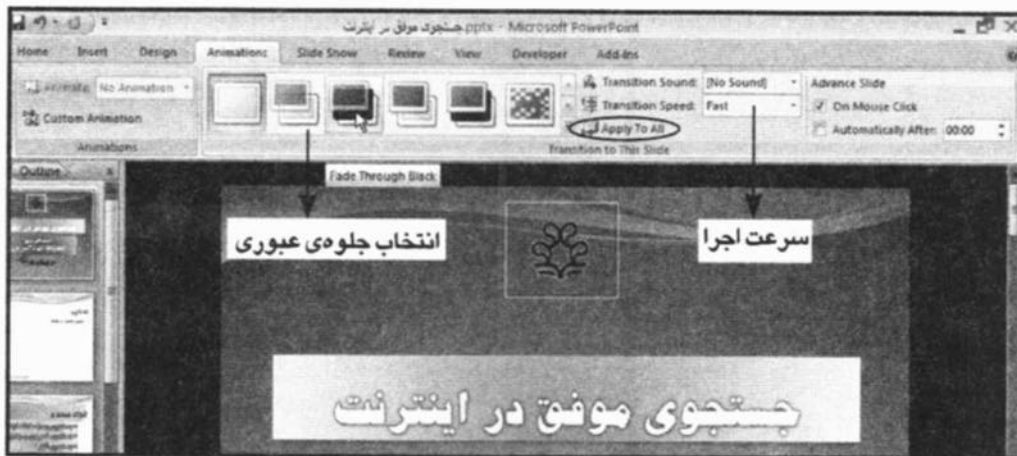 جستجوی موفق در اینترنت.pptx - Microsoft PowerPoint
Home Insert Design Animations Slide Show Review View Developer Add-Ins
Animate: No Animation
Custom Animation
Animations
Transition Sound: [No Sound]
Transition Speed: Fast
Apply To All
Transition to This Slide
Advance Slide
On Mouse Click
Automatically After: 00:00
Outline
Fade Through Black
انتخاب جلوه‌ی عبوری
سرعت اجرا
جستجوی موفق در اینترنت